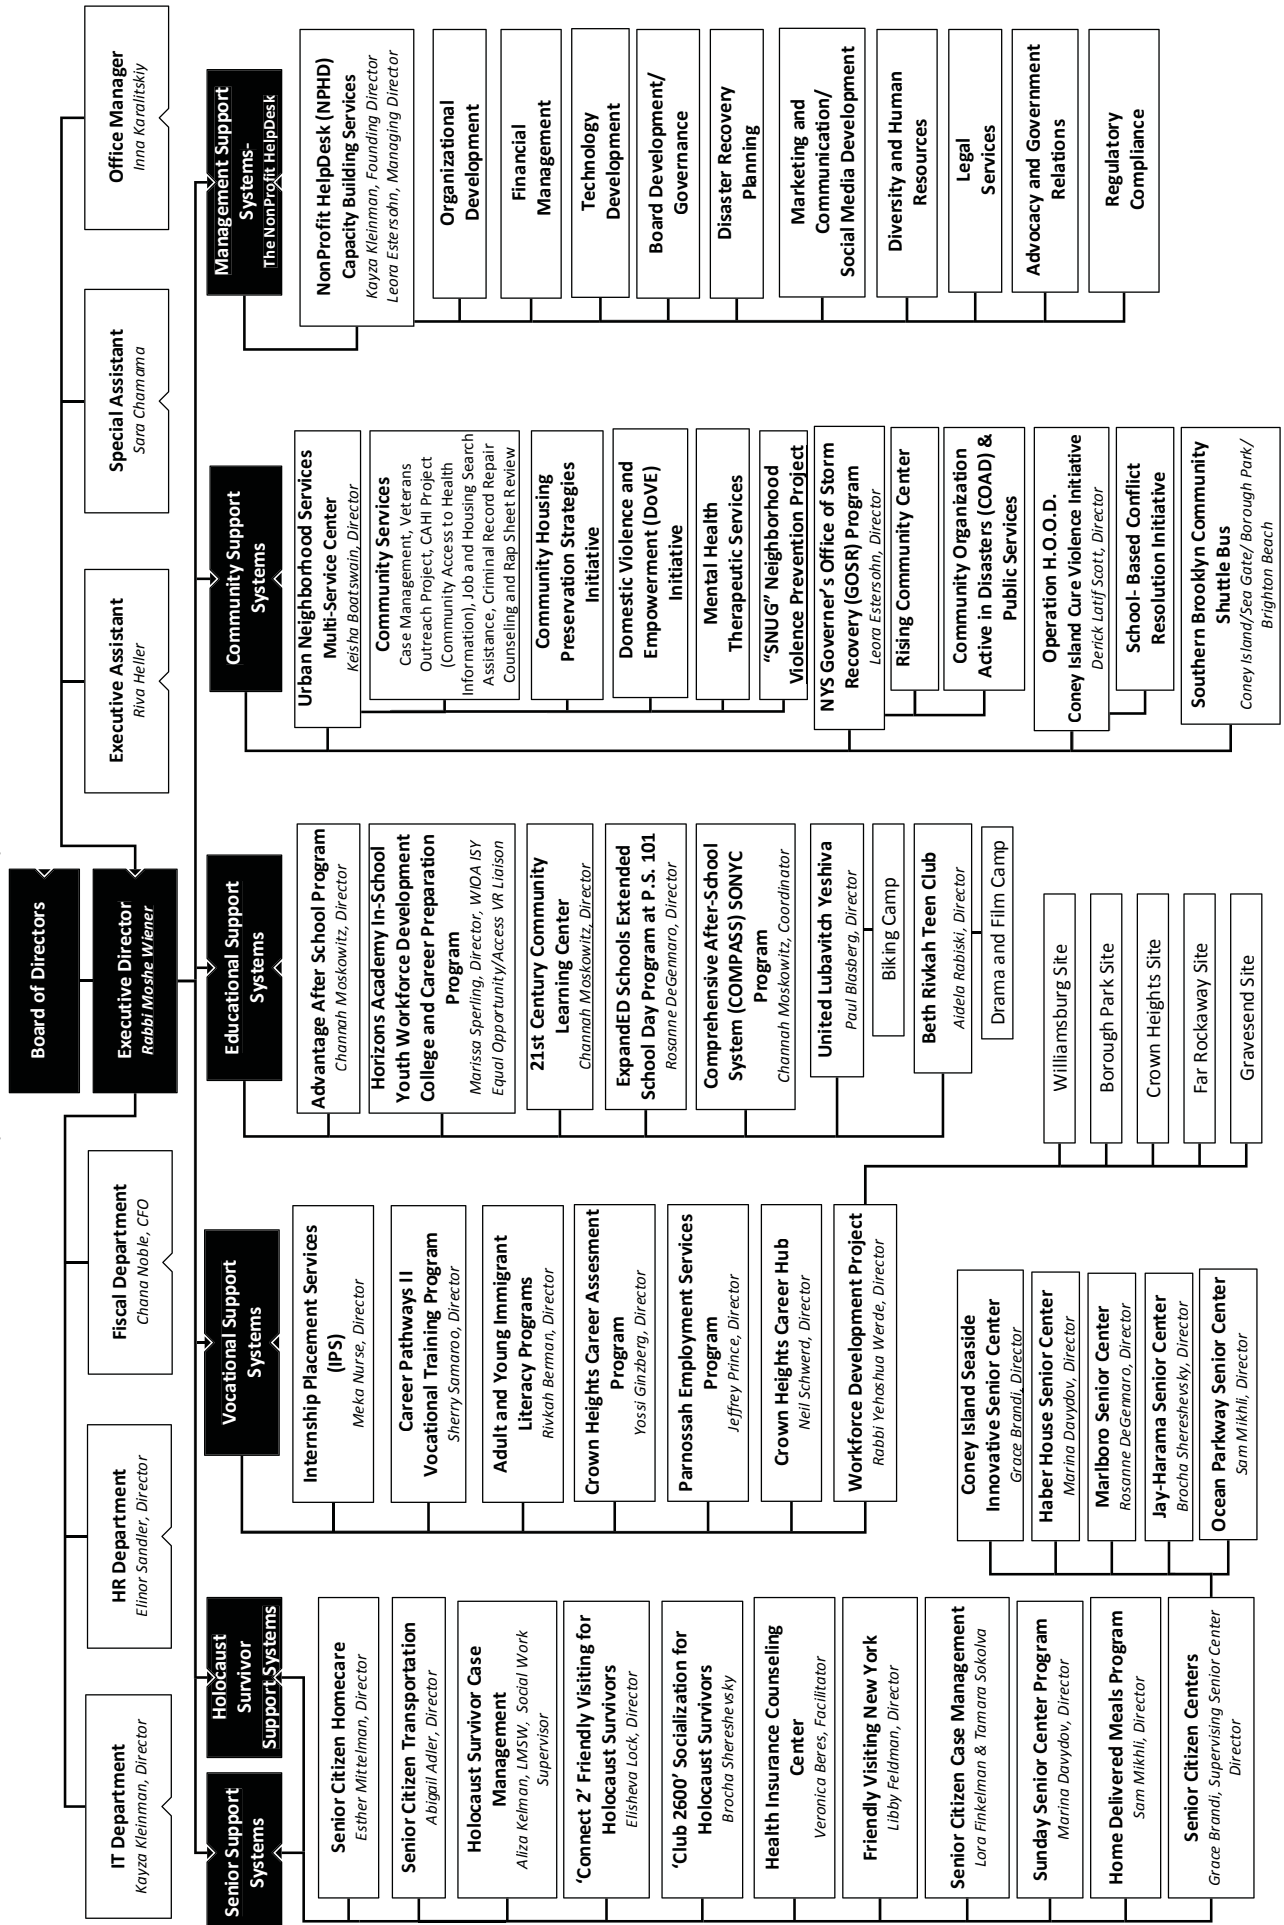 Board of Directors
Executive Director
Rabbi Moshe Wiener
IT Department
Kayza Kleinman, Director
HR Department
Elinor Sandler, Director
Fiscal Department
Chana Noble, CFO
Executive Assistant
Riva Heller
Special Assistant
Sara Chamama
Office Manager
Inna Karalitskiy
Senior Support
Systems
Holocaust
Survivor
Support Systems
Senior Citizen Homecare
Esther Mittelman, Director
Senior Citizen Transportation
Abigail Adler, Director
Holocaust Survivor Case
Management
Aliza Kelman, LMSW, Social Work
Supervisor
‘Connect 2’ Friendly Visiting for
Holocaust Survivors
Elisheva Lock, Director
‘Club 2600’ Socialization for
Holocaust Survivors
Brocha Shereshevsky
Health Insurance Counseling
Center
Veronica Beres, Facilitator
Friendly Visiting New York
Libby Feldman, Director
Senior Citizen Case Management
Lora Finkelman & Tamara Sokolva
Sunday Senior Center Program
Marina Davydov, Director
Home Delivered Meals Program
Sam Mikhli, Director
Senior Citizen Centers
Grace Brandi, Supervising Senior Center
Director
Coney Island Seaside
Innovative Senior Center
Grace Brandi, Director
Haber House Senior Center
Marina Davydov, Director
Marlboro Senior Center
Rosanne DeGennaro, Director
Jay-Harama Senior Center
Brocha Shereshevsky, Director
Ocean Parkway Senior Center
Sam Mikhli, Director
Vocational Support
Systems
Internship Placement Services
(IPS)
Meka Nurse, Director
Career Pathways II
Vocational Training Program
Sherry Samaroo, Director
Adult and Young Immigrant
Literacy Programs
Rivkah Berman, Director
Crown Heights Career Assesment
Program
Yossi Ginzberg, Director
Parnossah Employment Services
Program
Jeffrey Prince, Director
Crown Heights Career Hub
Neil Schwerd, Director
Workforce Development Project
Rabbi Yehoshua Werde, Director
Williamsburg Site
Borough Park Site
Crown Heights Site
Far Rockaway Site
Gravesend Site
Educational Support
Systems
Advantage After School Program
Channah Moskowitz, Director
Horizons Academy In-School
Youth Workforce Development
College and Career Preparation
Program
Marissa Sperling, Director, WIOA ISY
Equal Opportunity/Access VR Liaison
21st Century Community
Learning Center
Channah Moskowitz, Director
ExpandED Schools Extended
School Day Program at P.S. 101
Rosanne DeGennaro, Director
Comprehensive After-School
System (COMPASS) SONYC
Program
Channah Moskowitz, Coordinator
United Lubavitch Yeshiva
Paul Blasberg, Director
Biking Camp
Beth Rivkah Teen Club
Aidela Rabiski, Director
Drama and Film Camp
Community Support
Systems
Urban Neighborhood Services
Multi-Service Center
Keisha Boatswain, Director
Community Services
Case Management, Veterans
Outreach Project, CAHI Project
(Community Access to Health
Information), Job and Housing Search
Assistance, Criminal Record Repair
Counseling and Rap Sheet Review
Community Housing
Preservation Strategies
Initiative
Domestic Violence and
Empowerment (DoVE)
Initiative
Mental Health
Therapeutic Services
“SNUG” Neighborhood
Violence Prevention Project
NYS Governer’s Office of Storm
Recovery (GOSR) Program
Leora Estersohn, Director
Rising Community Center
Community Organization
Active in Disasters (COAD) &
Public Services
Operation H.O.O.D.
Coney Island Cure Violence Initiative
Derick Latif Scott, Director
School- Based Conflict
Resolution Initiative
Southern Brooklyn Community
Shuttle Bus
Coney Island/Sea Gate/ Borough Park/
Brighton Beach
Management Support
Systems-
The NonProfit HelpDesk
NonProfit HelpDesk (NPHD)
Capacity Building Services
Kayza Kleinman, Founding Director
Leora Estersohn, Managing Director
Organizational
Development
Financial
Management
Technology
Development
Board Development/
Governance
Disaster Recovery
Planning
Marketing and
Communication/
Social Media Development
Diversity and Human
Resources
Legal
Services
Advocacy and Government
Relations
Regulatory
Compliance